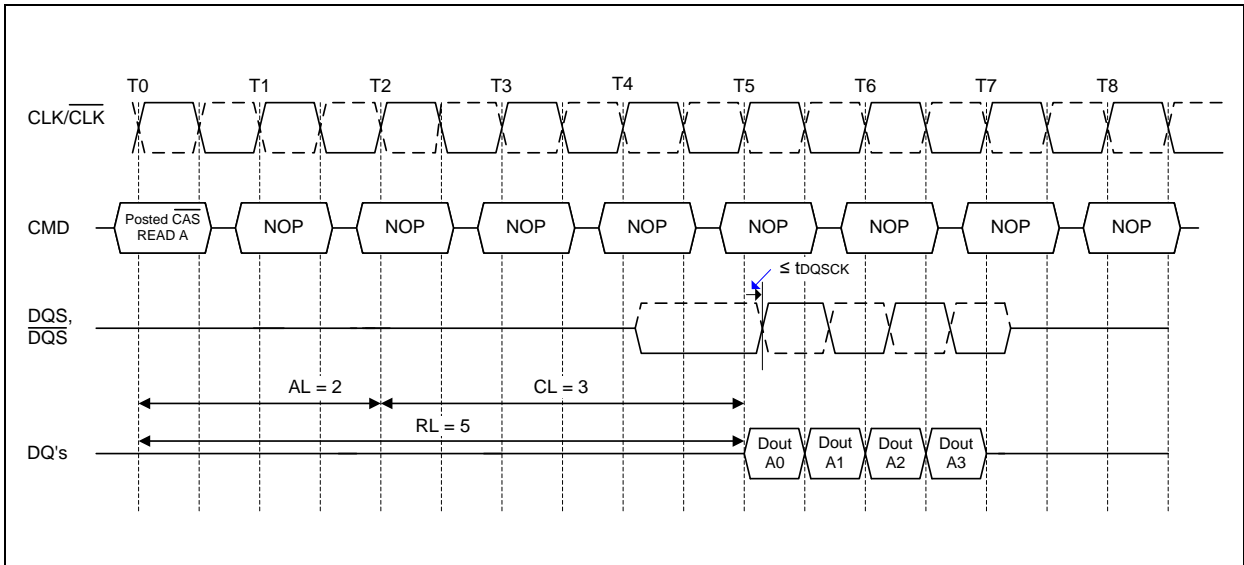 T0 T1 T2 T3 T4 T5 T6 T7 T8
CLK/CLK
CMD
Posted CAS
READ A
NOP NOP NOP NOP NOP NOP NOP NOP
≤ tDQSCK
DQS,
DQS
AL = 2
CL = 3
RL = 5
DQ's
Dout
A0
Dout
A1
Dout
A2
Dout
A3